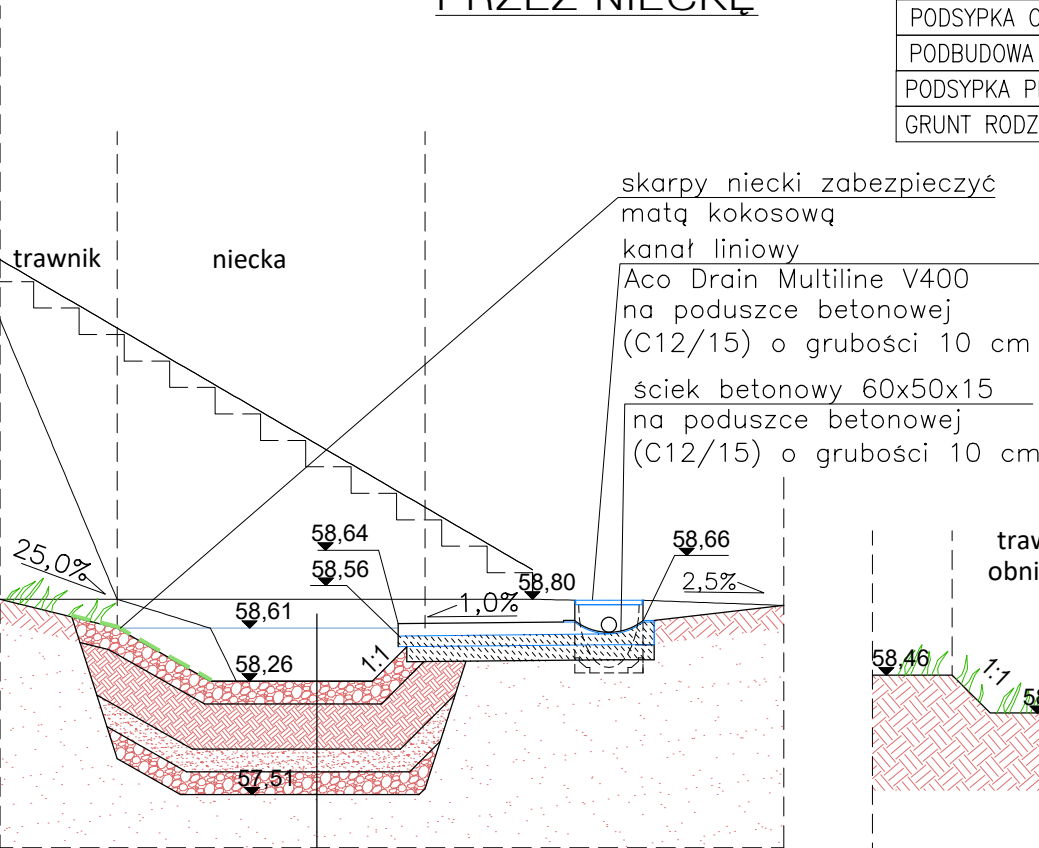 PRZEZ NIECKĘ
PODSYPKA
PODBUDOWA
PODSYPKA
GRUNT
skarpy niecki zabezpieczyć
matą kokosową
kanał liniowy
Aco Drain Multiline V400
na poduszce betonowej
(C12/15) o grubości 10 cm
ściek betonowy 60x50x15
na poduszce betonowej
(C12/15) o grubości 10 cm
trawnik
niecka
25,0%
58,64
58,56
58,61
58,26
57,51
1:1
1,0%
58,80
58,66
2,5%
58,46
1:1